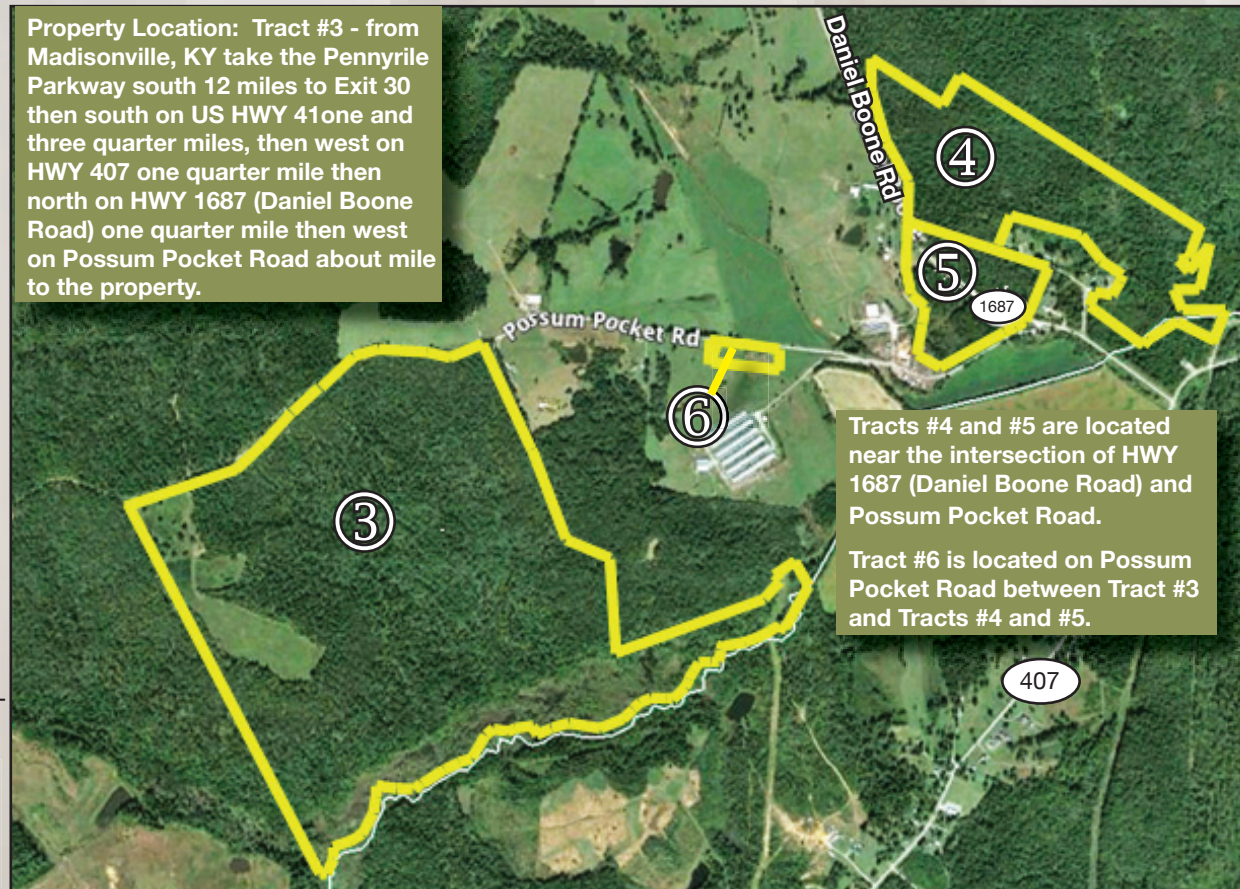 Property Location: Tract #3 - from
Madisonville, KY take the Pennyrile
Parkway south 12 miles to Exit 30
then south on US HWY 41one and
three quarter miles, then west on
HWY 407 one quarter mile then
north on HWY 1687 (Daniel Boone
Road) one quarter mile then west
on Possum Pocket Road about mile
to the property.
Daniel Boone Rd
4
5
1687
Possum Pocket Rd
6
3
Tracts #4 and #5 are located
near the intersection of HWY
1687 (Daniel Boone Road) and
Possum Pocket Road.
Tract #6 is located on Possum
Pocket Road between Tract #3
and Tracts #4 and #5.
407